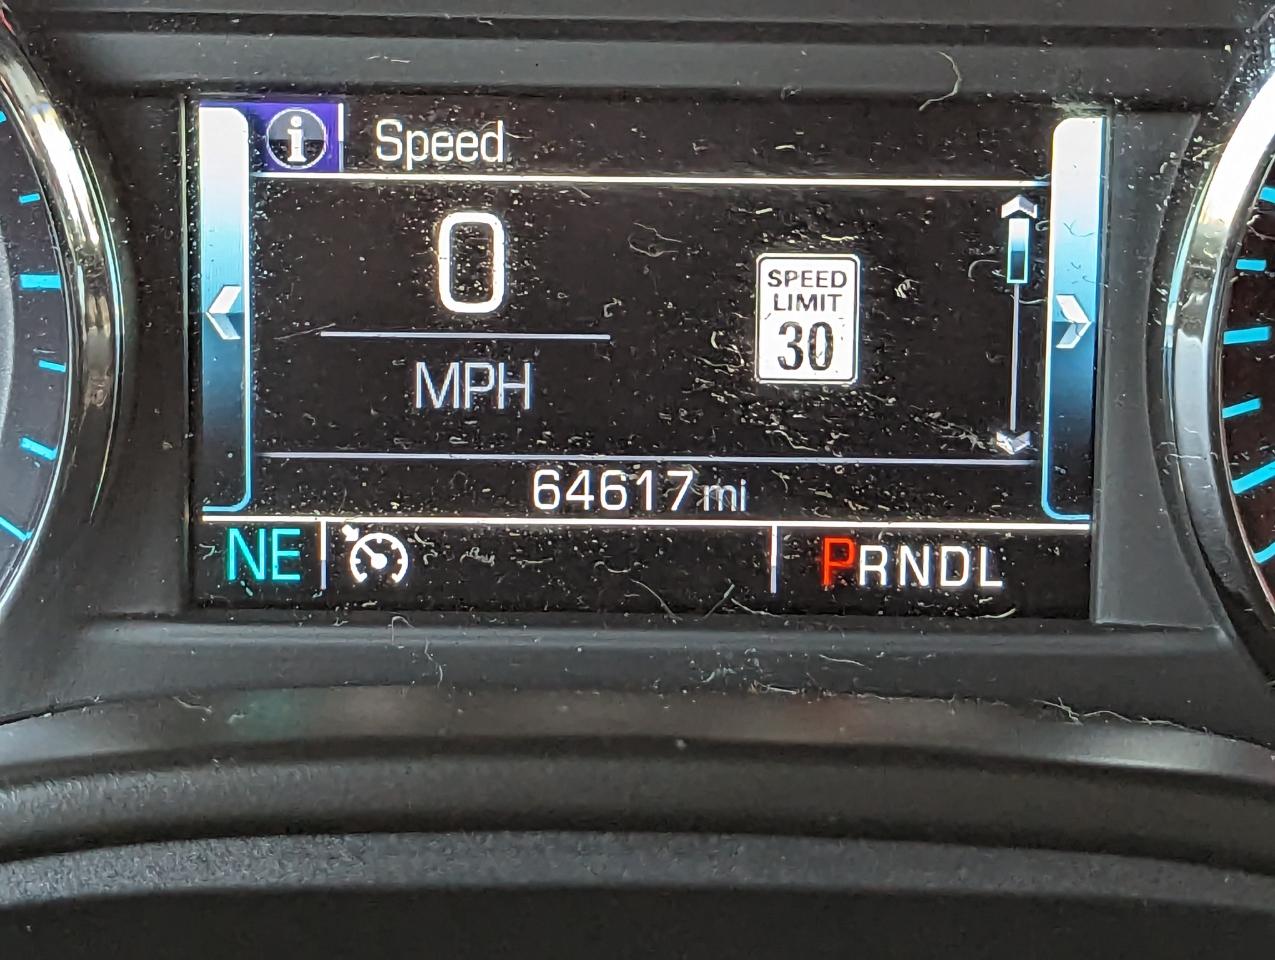 i Speed
0
MPH
SPEED
LIMIT
30
64617 mi
NE PRNDL